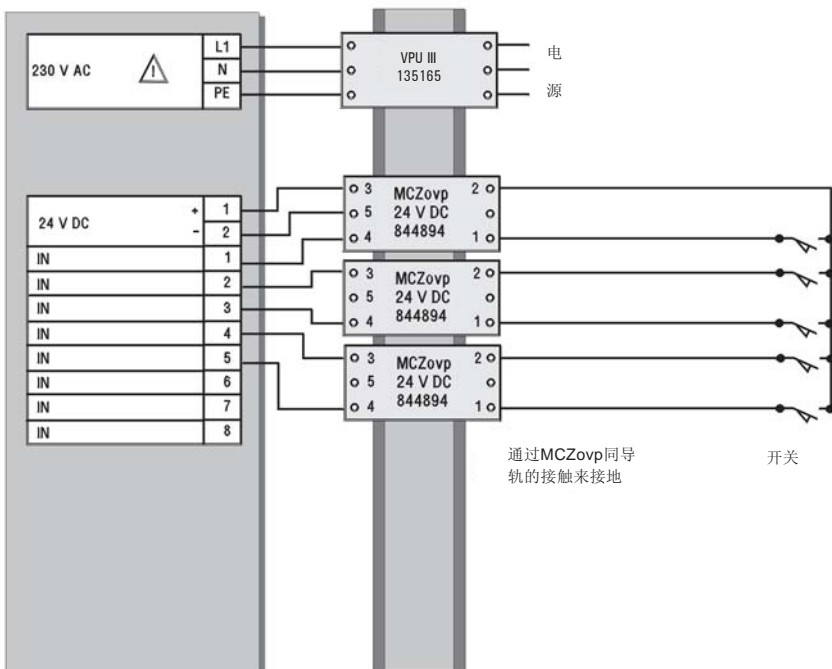 230 V AC
L1
N
PE
VPU III
135165
电
源
24 V DC
+ 1
- 2
IN 1
IN 2
IN 3
IN 4
IN 5
IN 6
IN 7
IN 8
3 MCZovp 2
5 24 V DC
4 844894 1
3 MCZovp 2
5 24 V DC
4 844894 1
3 MCZovp 2
5 24 V DC
4 844894 1
通过MCZovp同导
轨的接触来接地
开关